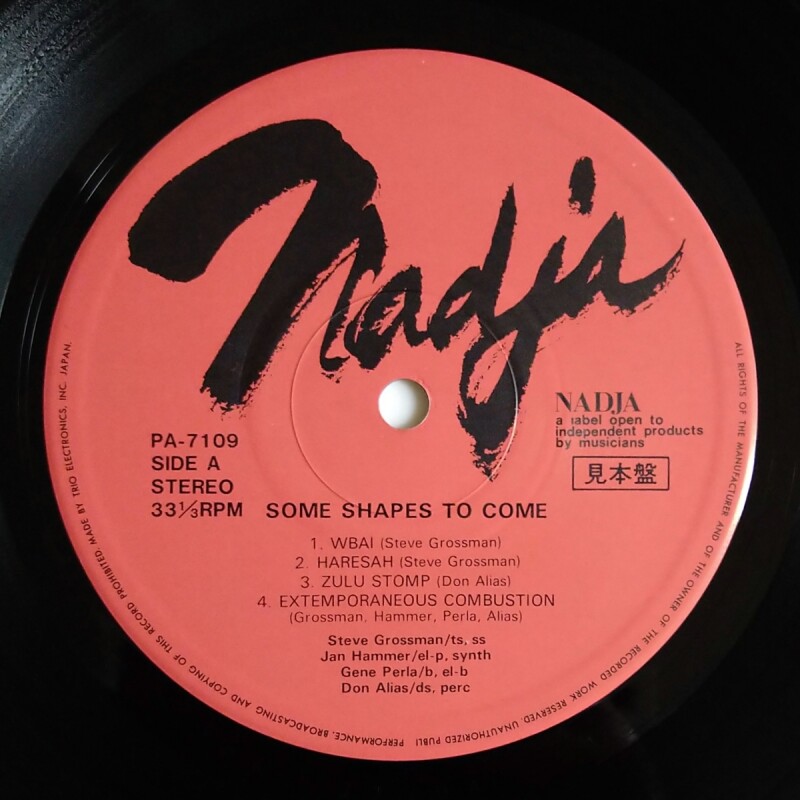 Nadja
NADJA
a label open to
independent products
by musicians
見本盤
PA-7109
SIDE A
STEREO
33⅓RPM SOME SHAPES TO COME
1. WBAI (Steve Grossman)
2. HARESAH (Steve Grossman)
3. ZULU STOMP (Don Alias)
4. EXTEMPORANEOUS COMBUSTION
(Grossman, Hammer, Perla, Alias)
Steve Grossman/ts, ss
Jan Hammer/el-p, synth
Gene Perla/b, el-b
Don Alias/ds, perc
ALL RIGHTS OF THE MANUFACTURER AND OF THE OWNER OF THE RECORDED WORK RESERVED. UNAUTHORIZED PUBLI PERFORMANCE, BROADCASTING AND COPYING OF THIS RECORD PROHIBITED. MADE BY TRIO ELECTRONICS, INC. JAPAN.